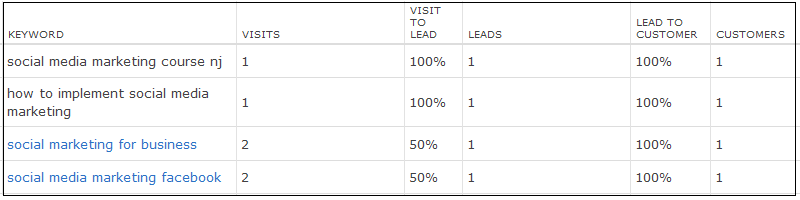 KEYWORD VISITS VISIT TO LEAD LEADS LEAD TO CUSTOMER CUSTOMERS
social media marketing course nj 1 100% 1 100% 1
how to implement social media
marketing 1 100% 1 100% 1
social marketing for business 2 50% 1 100% 1
social media marketing facebook 2 50% 1 100% 1